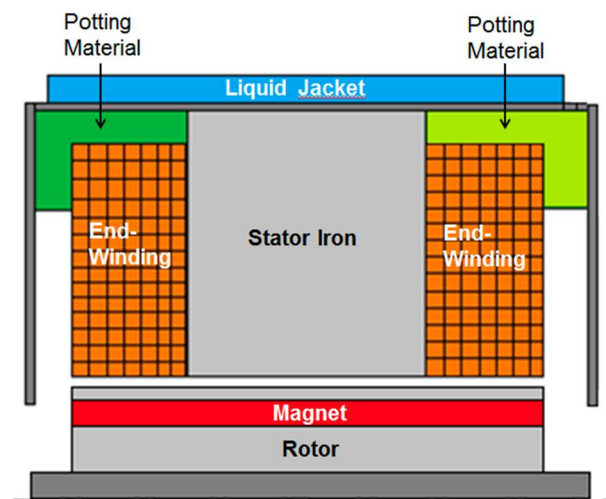 Potting
Material
Potting
Material
Liquid Jacket
End-
Winding
Stator Iron
End-
Winding
Magnet
Rotor